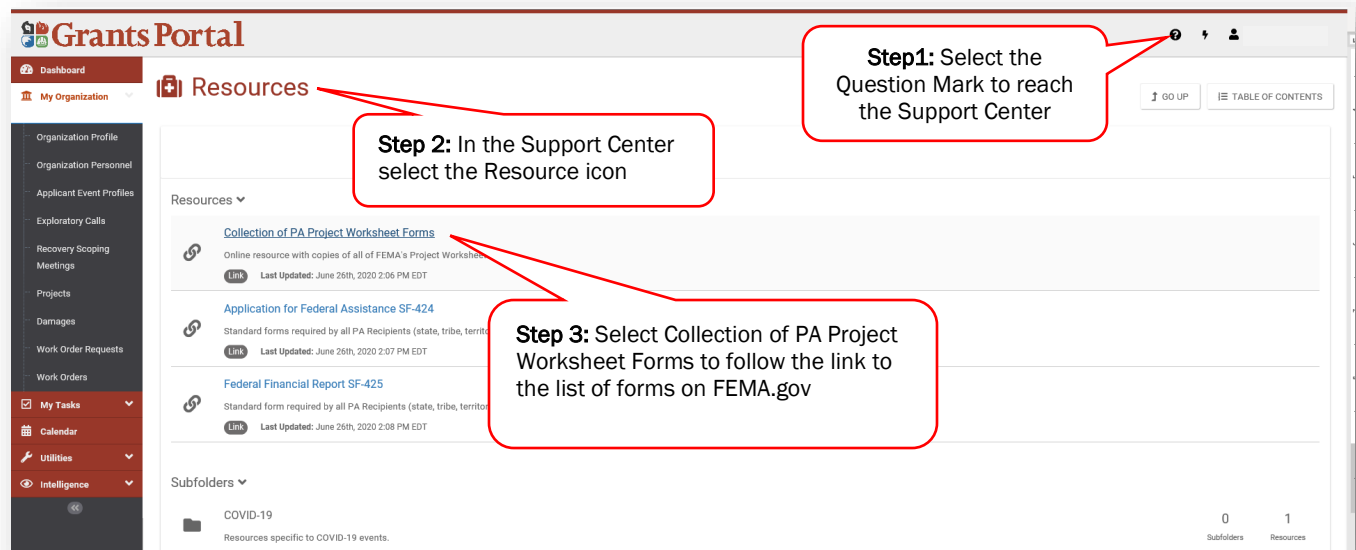 Grants Portal
Step1: Select the
Question Mark to reach
the Support Center
Dashboard
My Organization
Organization Profile
Organization Personnel
Applicant Event Profiles
Exploratory Calls
Recovery Scoping
Meetings
Projects
Damages
Work Order Requests
Work Orders
My Tasks
Calendar
Utilities
Intelligence
Resources
GO UP
TABLE OF CONTENTS
Step 2: In the Support Center
select the Resource icon
Resources
Collection of PA Project Worksheet Forms
Online resource with copies of all of FEMA's Project
Link Last Updated: June 26th, 2020 2:06 PM EDT
Application for Federal Assistance SF-424
Standard forms required by all PA Recipients (state, tribe,
Link Last Updated: June 26th, 2020 2:07 PM EDT
Federal Financial Report SF-425
Standard form required by all PA Recipients (state, tribe,
Link Last Updated: June 26th, 2020 2:08 PM EDT
Step 3: Select Collection of PA Project
Worksheet Forms to follow the link to
the list of forms on FEMA.gov
Subfolders
COVID-19
Resources specific to COVID-19 events.
0 1
Subfolders Resources